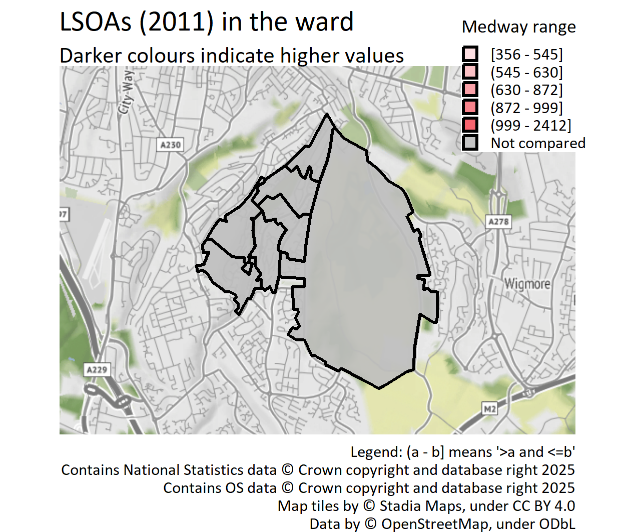 LSOAs (2011) in the ward
Darker colours indicate higher values
Medway range
[356 - 545]
(545 - 630]
(630 - 872]
(872 - 999]
(999 - 2412]
Not compared
City Way
A230
A278
Wigmore
A229
M2
Legend: (a - b] means '>a and <=b'
Contains National Statistics data © Crown copyright and database right 2025
Contains OS data © Crown copyright and database right 2025
Map tiles by © Stadia Maps, under CC BY 4.0
Data by © OpenStreetMap, under ODbL